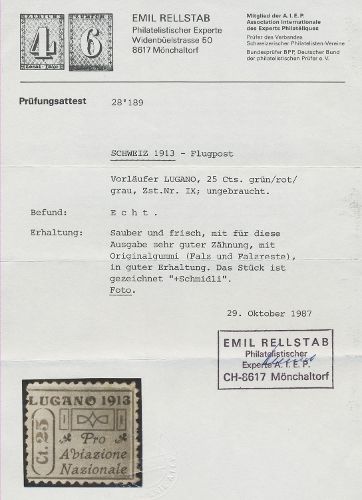 EMIL RELLSTAB
Philatelistischer Experte
Widenbüelstrasse 50
8617 Mönchaltorf
Mitglied der A.I.E.P.
Association Internationale
des Experts Philatéliques
Prüfer des Verbandes
Schweizerischer Philatelisten-Vereine
Bundesprüfer BPP, Deutscher Bund
der philatelistischen Prüfer e.V.
4 6
Prüfungsattest 28'189
SCHWEIZ 1913 - Flugpost
Vorläufer LUGANO, 25 Cts. grün/rot/
grau, Zst.Nr. IX; ungebraucht.
Befund: Echt.
Erhaltung: Sauber und frisch, mit für diese
Ausgabe sehr guter Zähnung, mit
Originalgummi (Falz und Falzreste),
in guter Erhaltung. Das Stück ist
gezeichnet "+Schmidli".
Foto.
29. Oktober 1987
EMIL RELLSTAB
Philatelistischer
Experte A.I.E.P.
CH-8617 Mönchaltorf
LUGANO 1913
Ct. 25
Pro
Abiazione
Nazionale